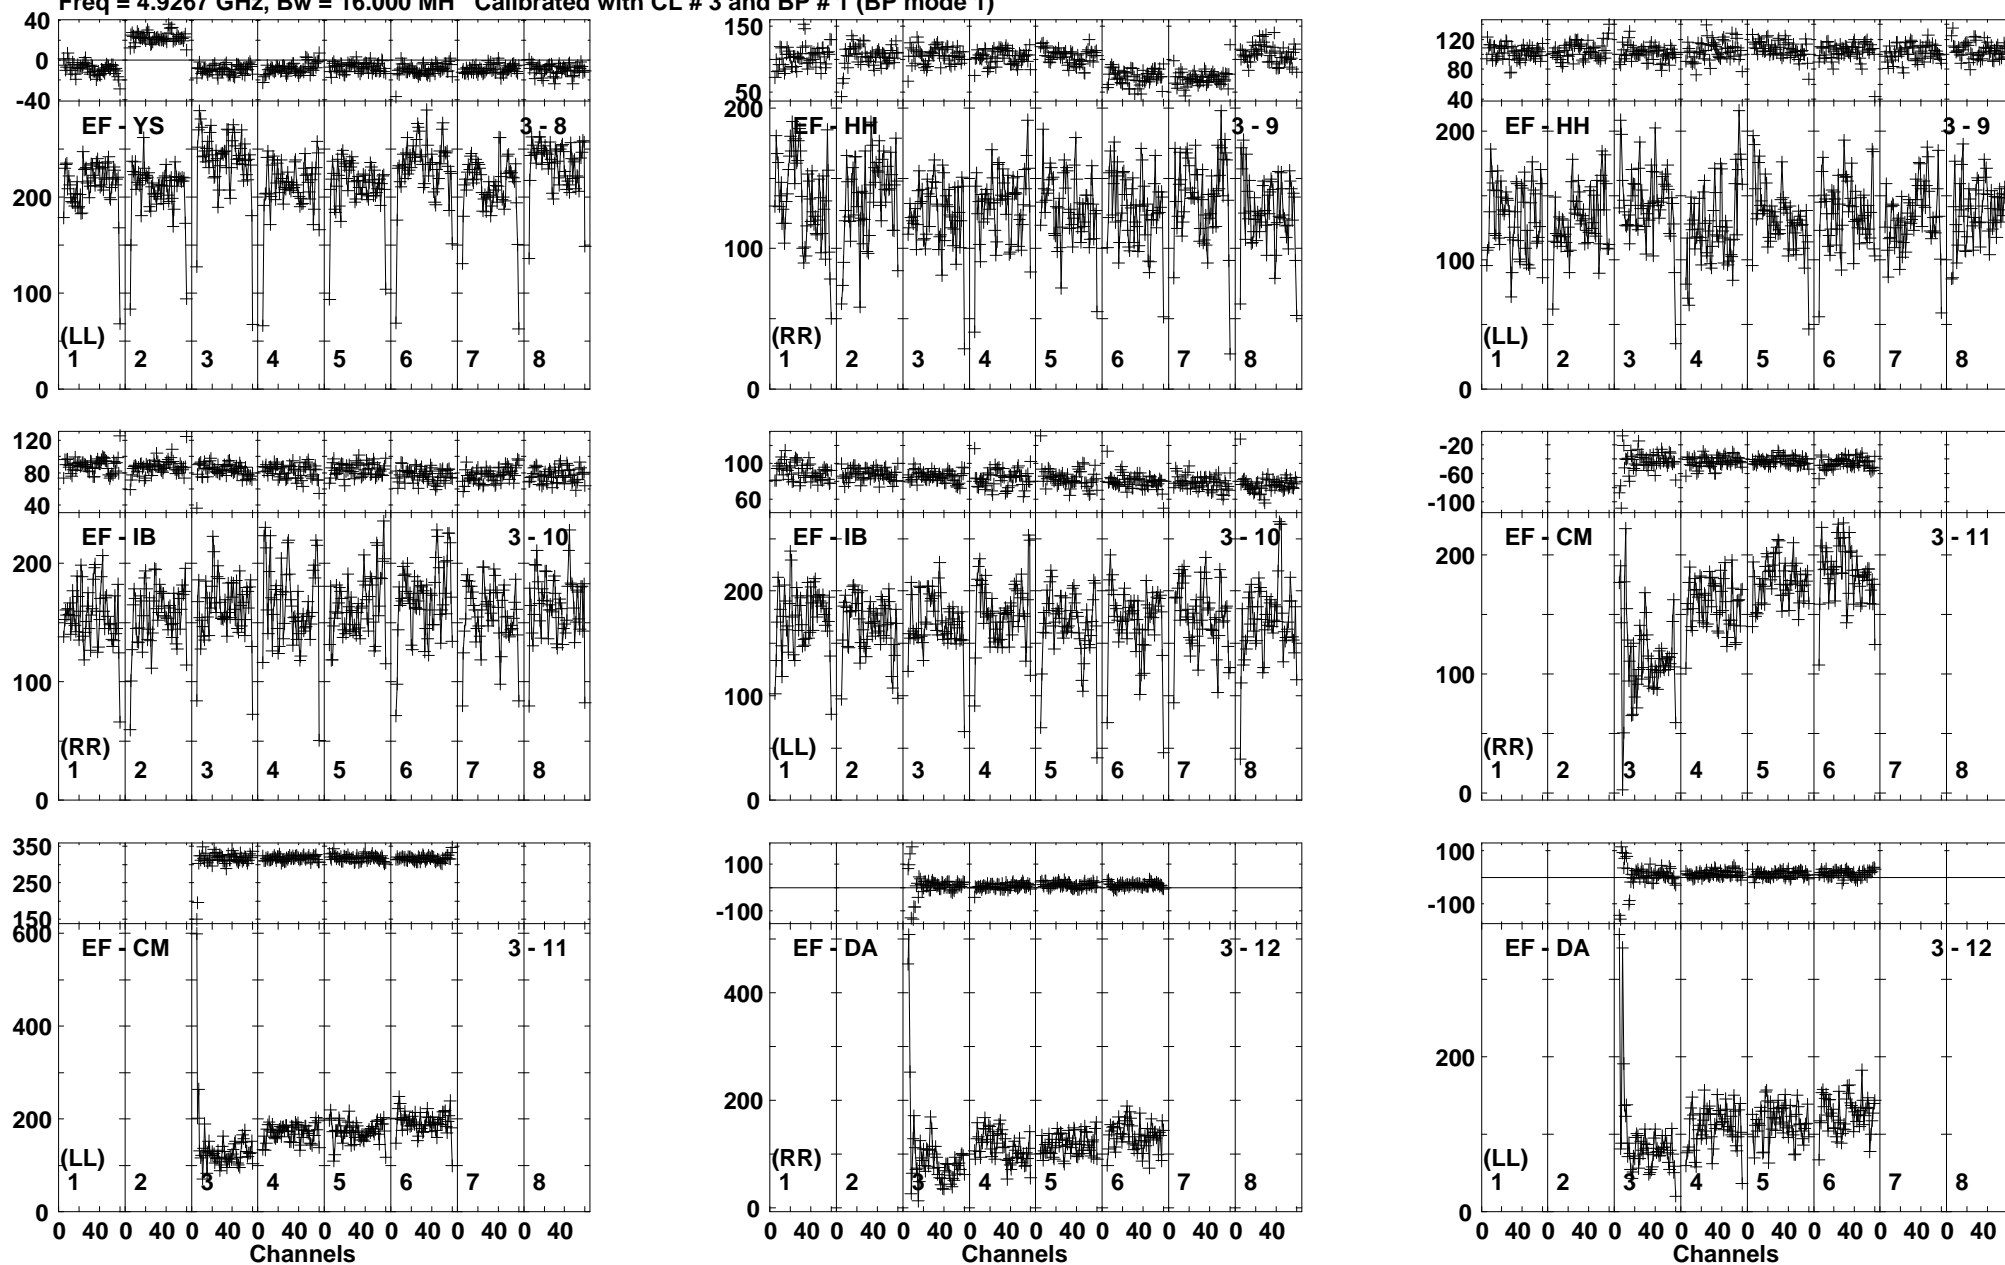 Freq = 4.9267 GHz, Bw = 16.000 MH Calibrated with CL # 3 and BP # 1 (BP mode 1)
40
0
-40
EF - YS
3 - 8
200
100
0
(LL)
1 2 3 4 5 6 7 8
150
50
200
EF - HH
3 - 9
100
0
(RR)
1 2 3 4 5 6 7 8
120
80
40
EF - HH
3 - 9
200
100
0
(LL)
1 2 3 4 5 6 7 8
120
80
40
EF - IB
3 - 10
200
100
0
(RR)
1 2 3 4 5 6 7 8
100
60
EF - IB
3 - 10
200
100
0
(LL)
1 2 3 4 5 6 7 8
-20
-60
-100
EF - CM
3 - 11
200
100
0
(RR)
1 2 3 4 5 6 7 8
350
250
150
600
EF - CM
3 - 11
400
200
0
(LL)
1 2 3 4 5 6 7 8
0 40 0 40 0 40 0 40 0 40 0 40 0 40 0 40
Channels
100
-100
EF - DA
3 - 12
400
200
0
(RR)
1 2 3 4 5 6 7 8
0 40 0 40 0 40 0 40 0 40 0 40 0 40 0 40
Channels
100
-100
EF - DA
3 - 12
200
0
(LL)
1 2 3 4 5 6 7 8
0 40 0 40 0 40 0 40 0 40 0 40 0 40 0 40
Channels